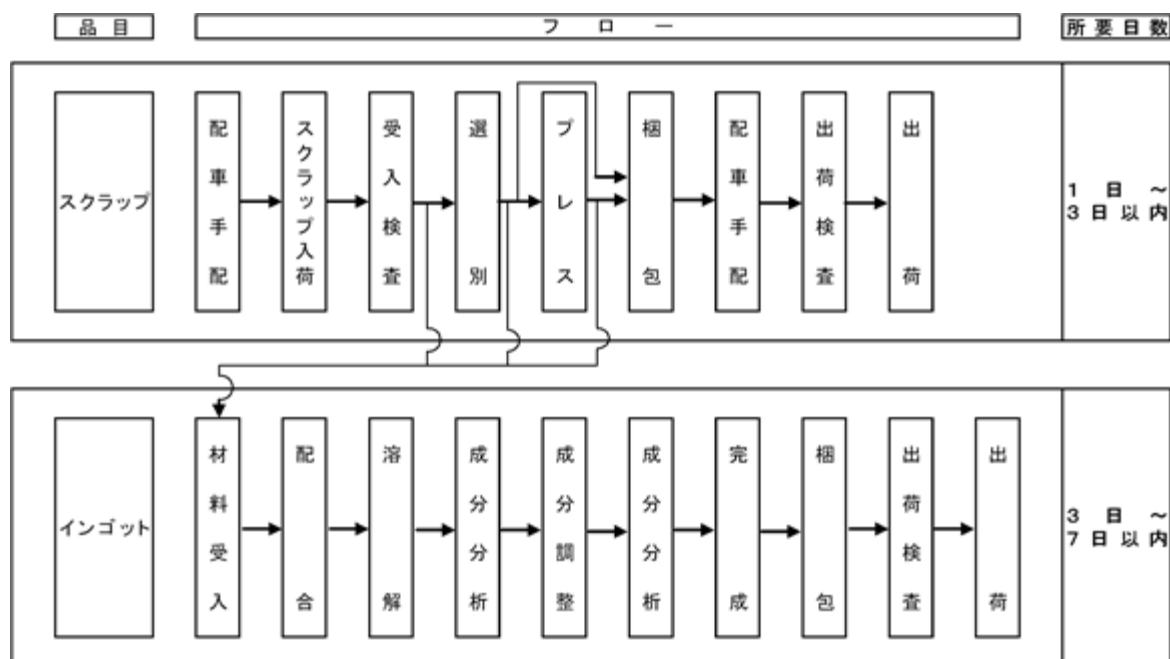 品目
フロー
所要日数
スクラップ
配車手配
スクラップ入荷
受入検査
選別
プレス
梱包
配車手配
出荷検査
出荷
1日～
3日以内
インゴット
材料受入
配合
溶解
成分分析
成分調整
成分分析
完成
梱包
出荷検査
出荷
3日～
7日以内